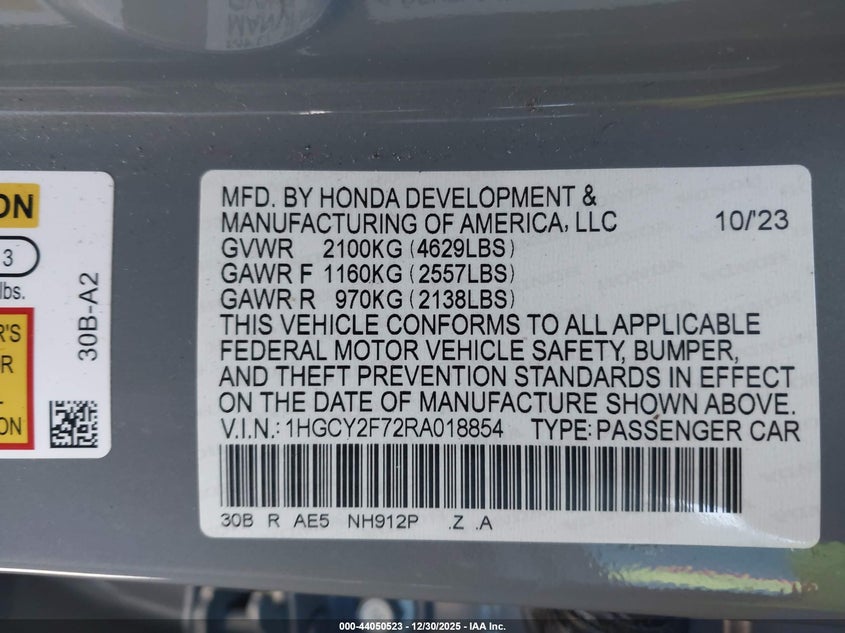 ON
3
lbs.
R'S
OR
L
ON
30B-A2
MFD. BY HONDA DEVELOPMENT &
MANUFACTURING OF AMERICA, LLC 10/'23
GVWR 2100KG (4629LBS)
GAWR F 1160KG (2557LBS)
GAWR R 970KG (2138LBS)
THIS VEHICLE CONFORMS TO ALL APPLICABLE
FEDERAL MOTOR VEHICLE SAFETY, BUMPER,
AND THEFT PREVENTION STANDARDS IN EFFECT
ON THE DATE OF MANUFACTURE SHOWN ABOVE.
V.I.N.: 1HGCY2F72RA018854 TYPE: PASSENGER CAR
30B R AE5 NH912P .Z .A
000-44050523 - 12/30/2025 - IAA Inc.